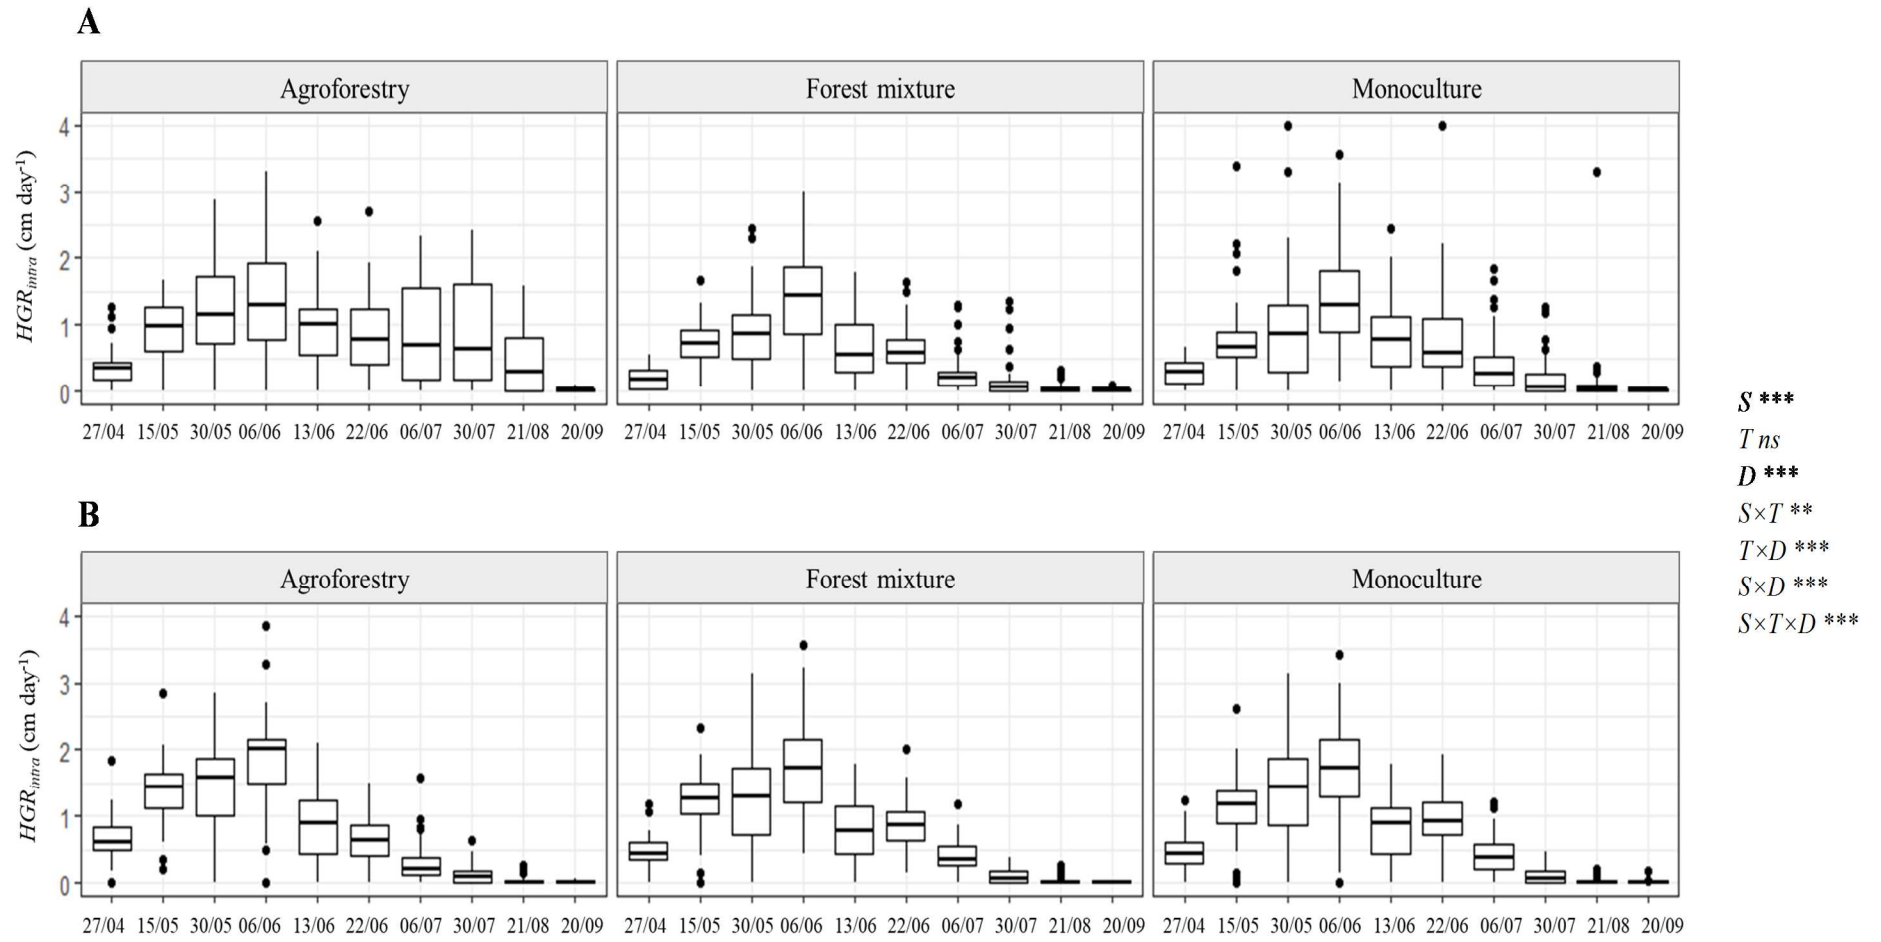 A
Agroforestry Forest mixture Monoculture
HGRintra (cm day-1)
4
3
2
1
0
27/04 15/05 30/05 06/06 13/06 22/06 06/07 30/07 21/08 20/09 27/04 15/05 30/05 06/06 13/06 22/06 06/07 30/07 21/08 20/09 27/04 15/05 30/05 06/06 13/06 22/06 06/07 30/07 21/08 20/09
S ***
T ns
D ***
S×T **
T×D ***
S×D ***
S×T×D ***
B
Agroforestry Forest mixture Monoculture
HGRintra (cm day-1)
4
3
2
1
0
27/04 15/05 30/05 06/06 13/06 22/06 06/07 30/07 21/08 20/09 27/04 15/05 30/05 06/06 13/06 22/06 06/07 30/07 21/08 20/09 27/04 15/05 30/05 06/06 13/06 22/06 06/07 30/07 21/08 20/09